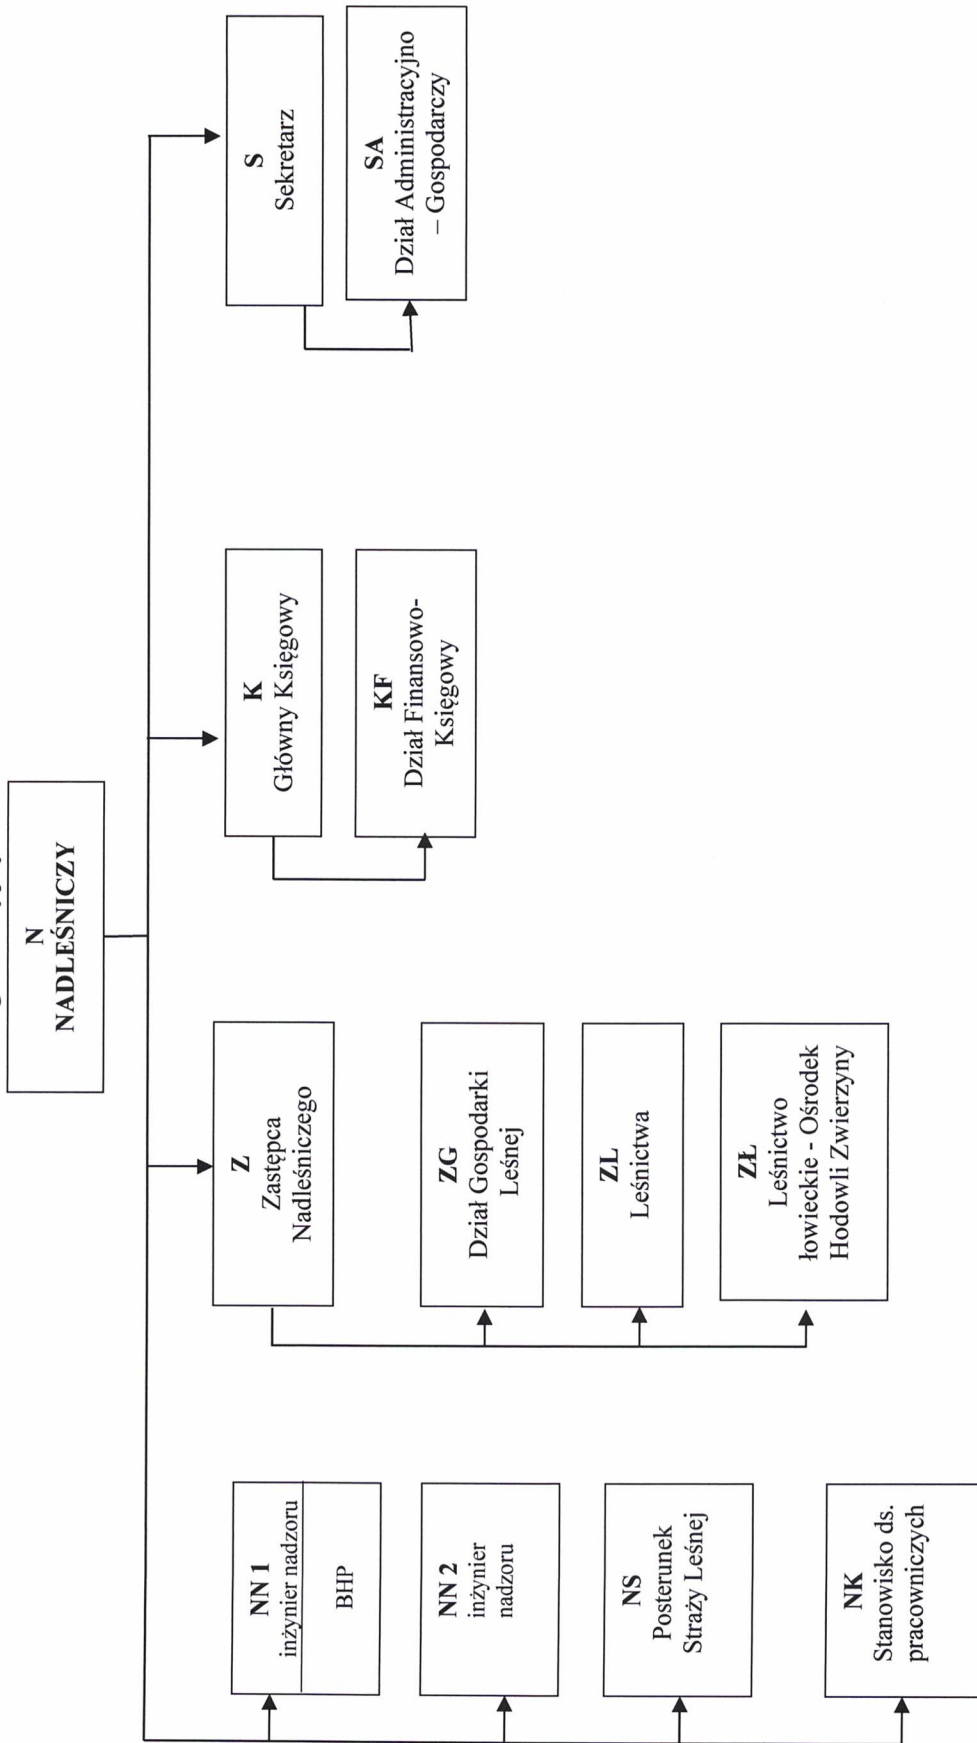 N
NADLEŚNICZY
NN 1
inżynier nadzoru
BHP
NN 2
inżynier
nadzoru
NS
Posterunek
Straży Leśnej
NK
Stanowisko ds.
pracowniczych
Z
Zastępca
Nadleśniczego
ZG
Dział Gospodarki
Leśnej
ZL
Leśnictwa
ZŁ
Leśnictwo
łowieckie - Ośrodek
Hodowli Zwierzyny
K
Główny Księgowy
KF
Dział Finansowo-
Księgowy
S
Sekretarz
SA
Dział Administracyjno
– Gospodarczy